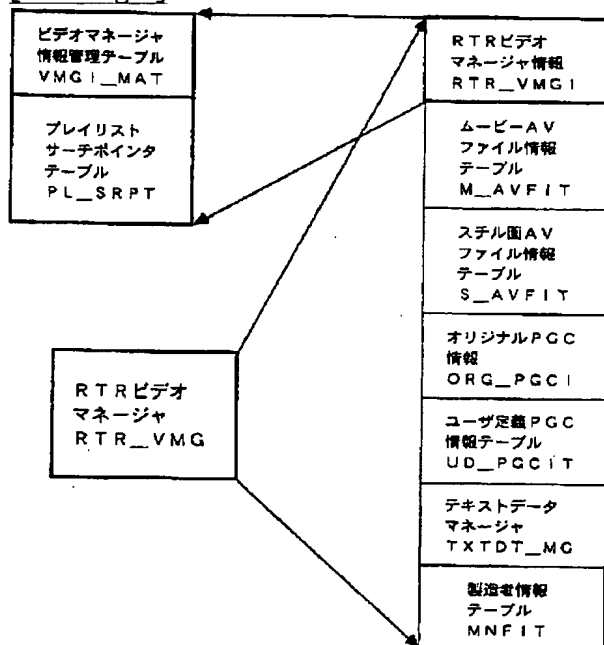 ビデオマネージャ
情報管理テーブル
VMGI_MAT
プレイリスト
サーチポインタ
テーブル
PL_SRPT
RTRビデオ
マネージャ
RTR_VMG
RTRビデオ
マネージャ情報
RTR_VMGI
ムービーAV
ファイル情報
テーブル
M_AVFIT
スチル画AV
ファイル情報
テーブル
S_AVFIT
オリジナルPGC
情報
ORG_PGCI
ユーザ定義PGC
情報テーブル
UD_PGCIT
テキストデータ
マネージャ
TXTDT_MG
製造者情報
テーブル
MNFIT